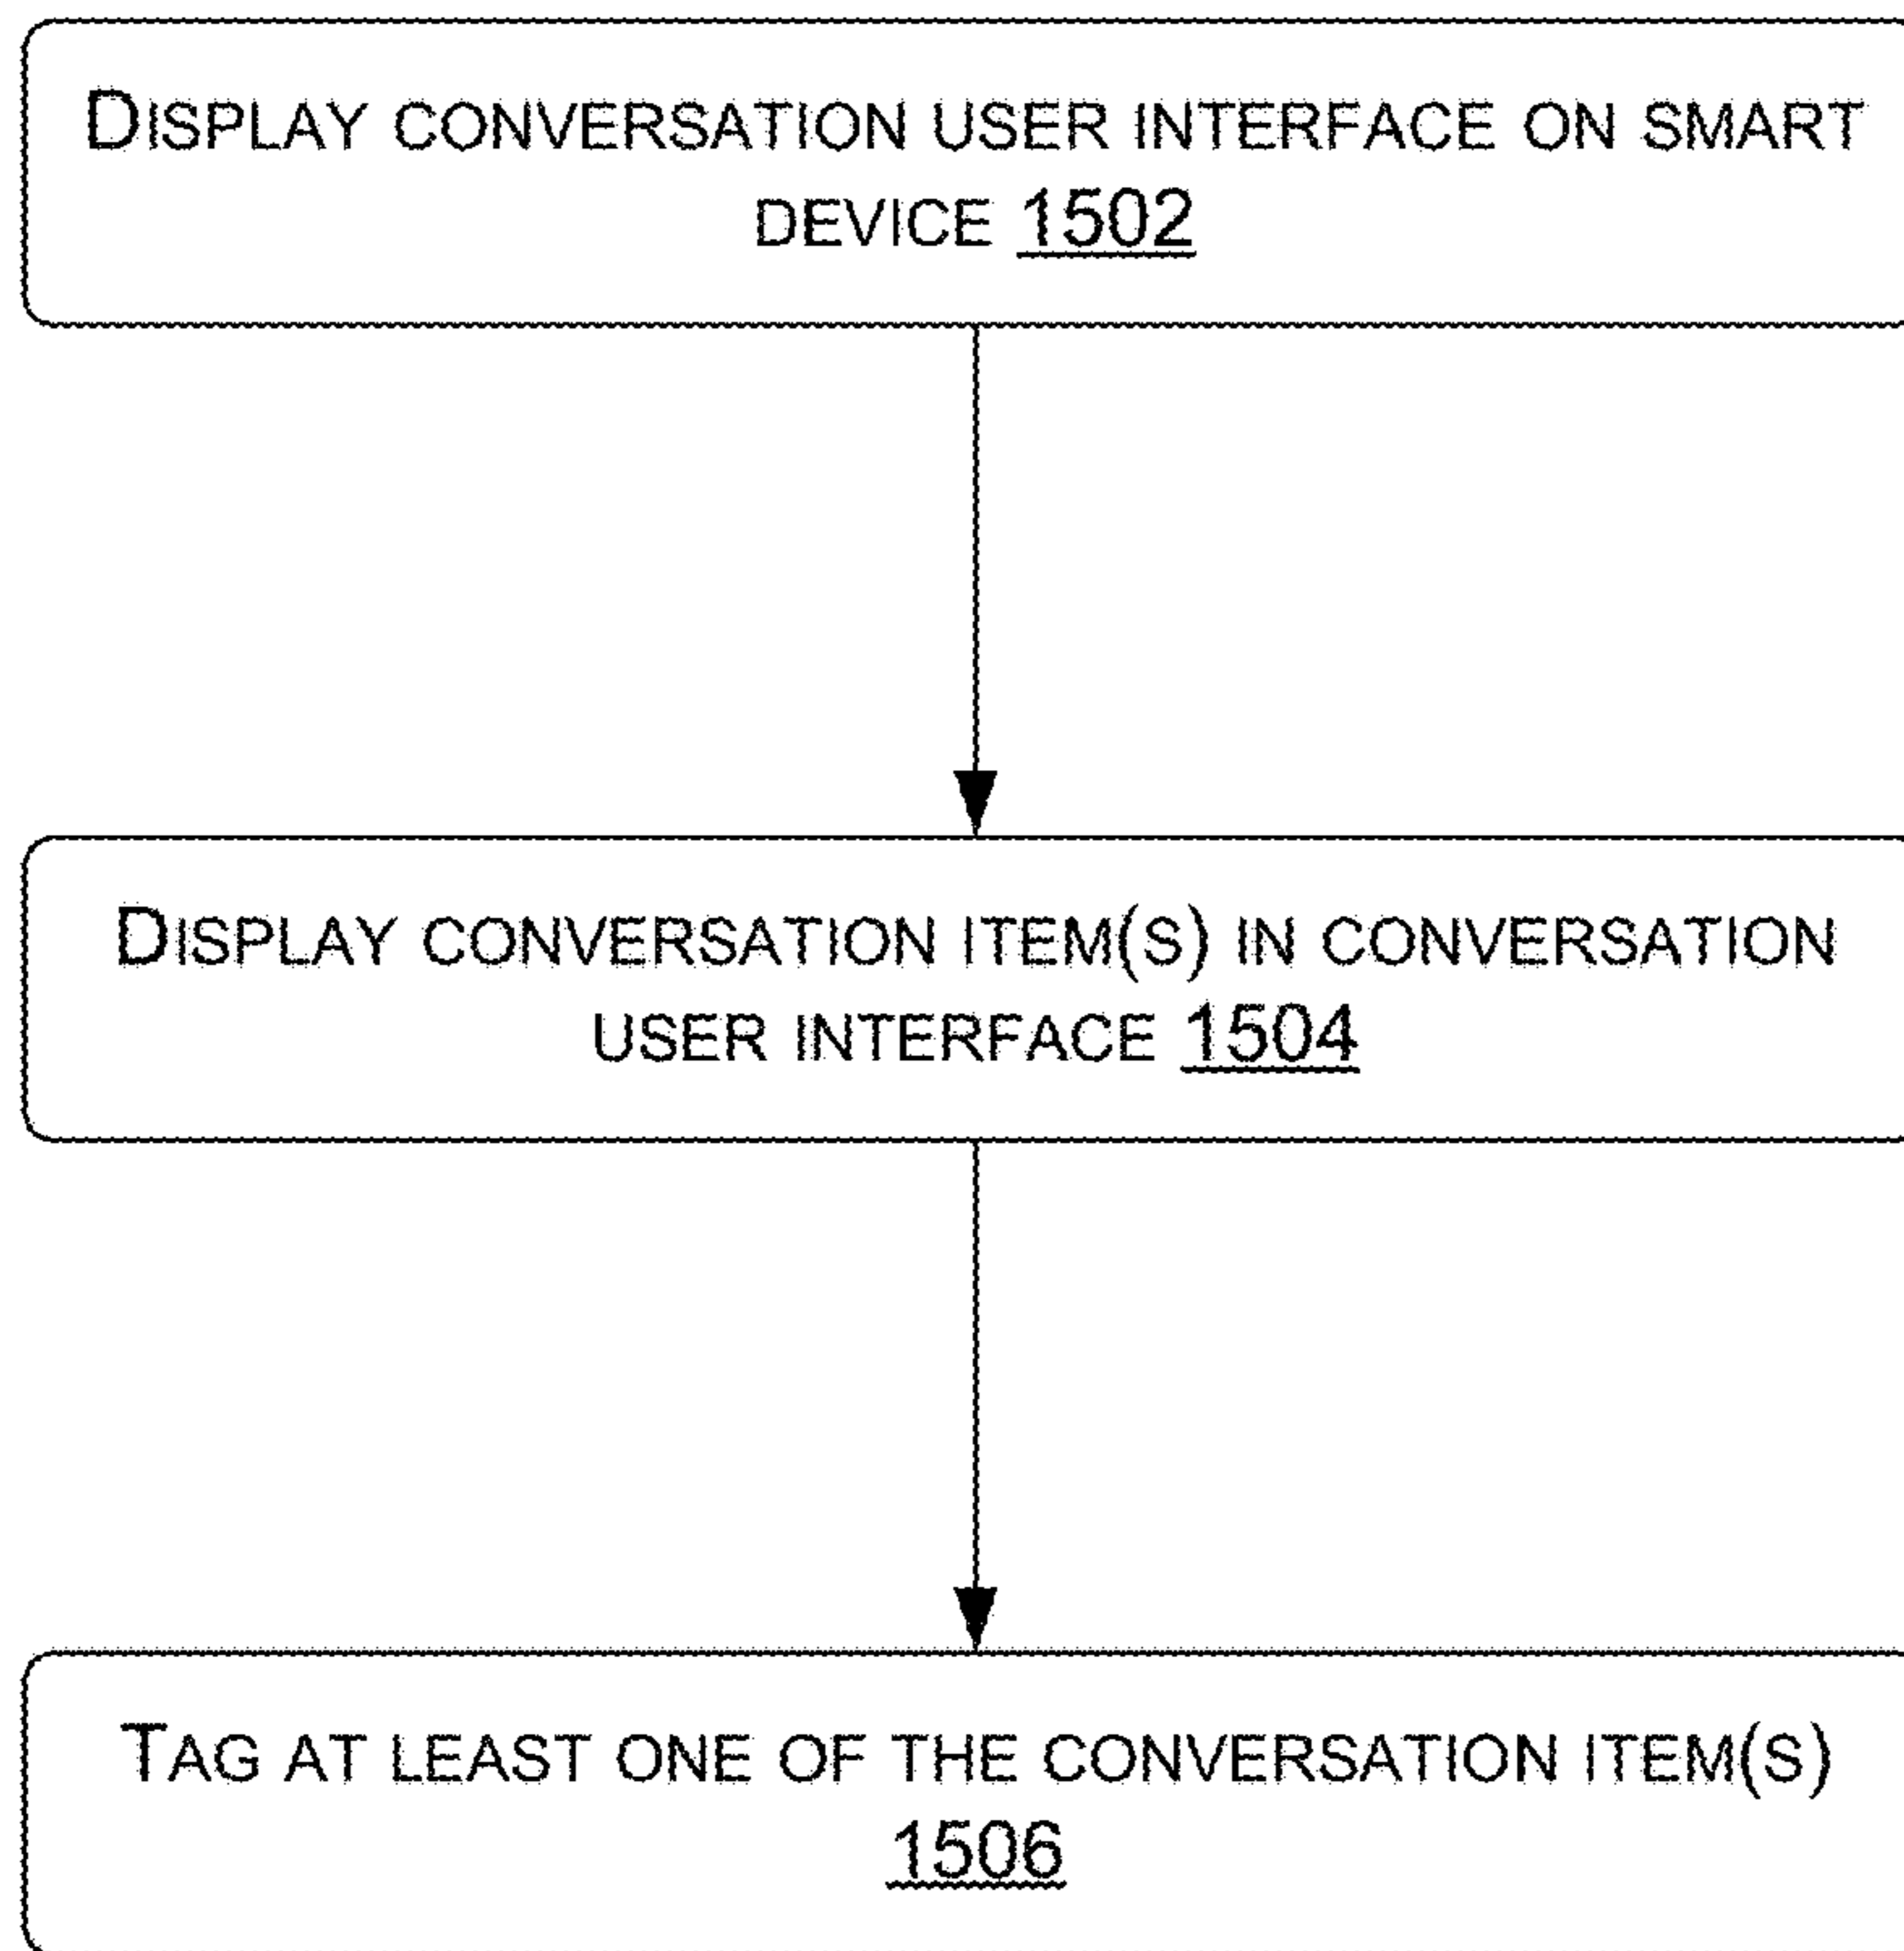 DISPLAY CONVERSATION USER INTERFACE ON SMART
DEVICE 1502
DISPLAY CONVERSATION ITEM(S) IN CONVERSATION
USER INTERFACE 1504
TAG AT LEAST ONE OF THE CONVERSATION ITEM(S)
1506